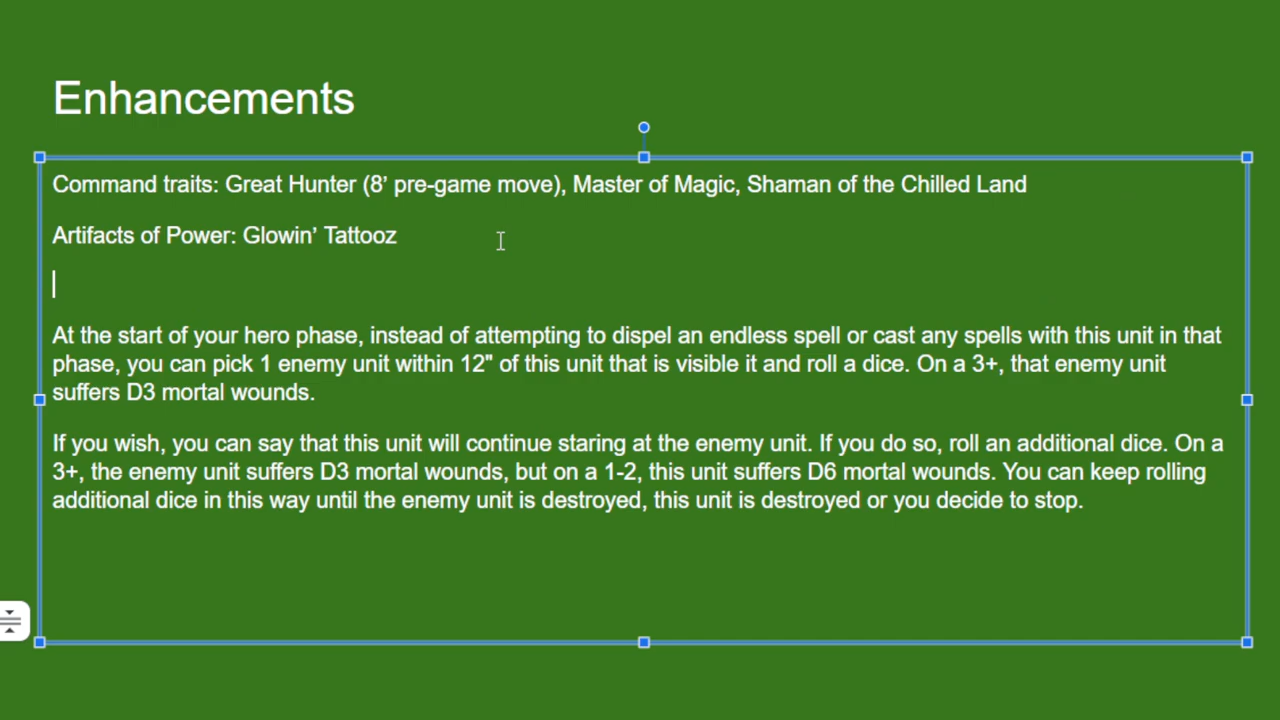 Enhancements
Command traits: Great Hunter (8’ pre-game move), Master of Magic, Shaman of the Chilled Land
Artifacts of Power: Glowin’ Tattooz
At the start of your hero phase, instead of attempting to dispel an endless spell or cast any spells with this unit in that
phase, you can pick 1 enemy unit within 12" of this unit that is visible it and roll a dice. On a 3+, that enemy unit
suffers D3 mortal wounds.
If you wish, you can say that this unit will continue staring at the enemy unit. If you do so, roll an additional dice. On a
3+, the enemy unit suffers D3 mortal wounds, but on a 1-2, this unit suffers D6 mortal wounds. You can keep rolling
additional dice in this way until the enemy unit is destroyed, this unit is destroyed or you decide to stop.